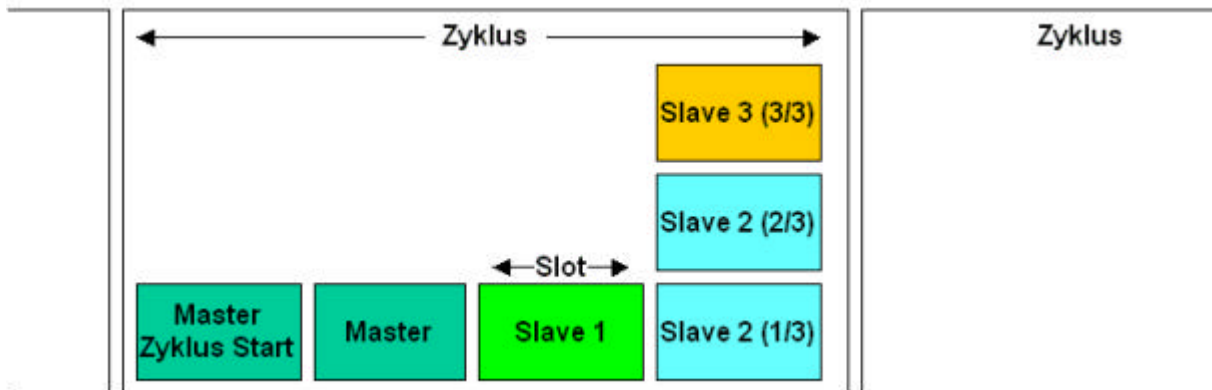 Zyklus
Zyklus
Slave 3 (3/3)
Slave 2 (2/3)
Slot
Master
Zyklus Start
Master
Slave 1
Slave 2 (1/3)